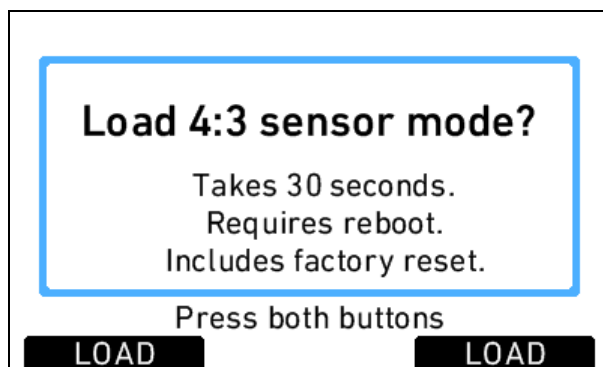 Load 4:3 sensor mode?
Takes 30 seconds.
Requires reboot.
Includes factory reset.
Press both buttons
LOAD LOAD